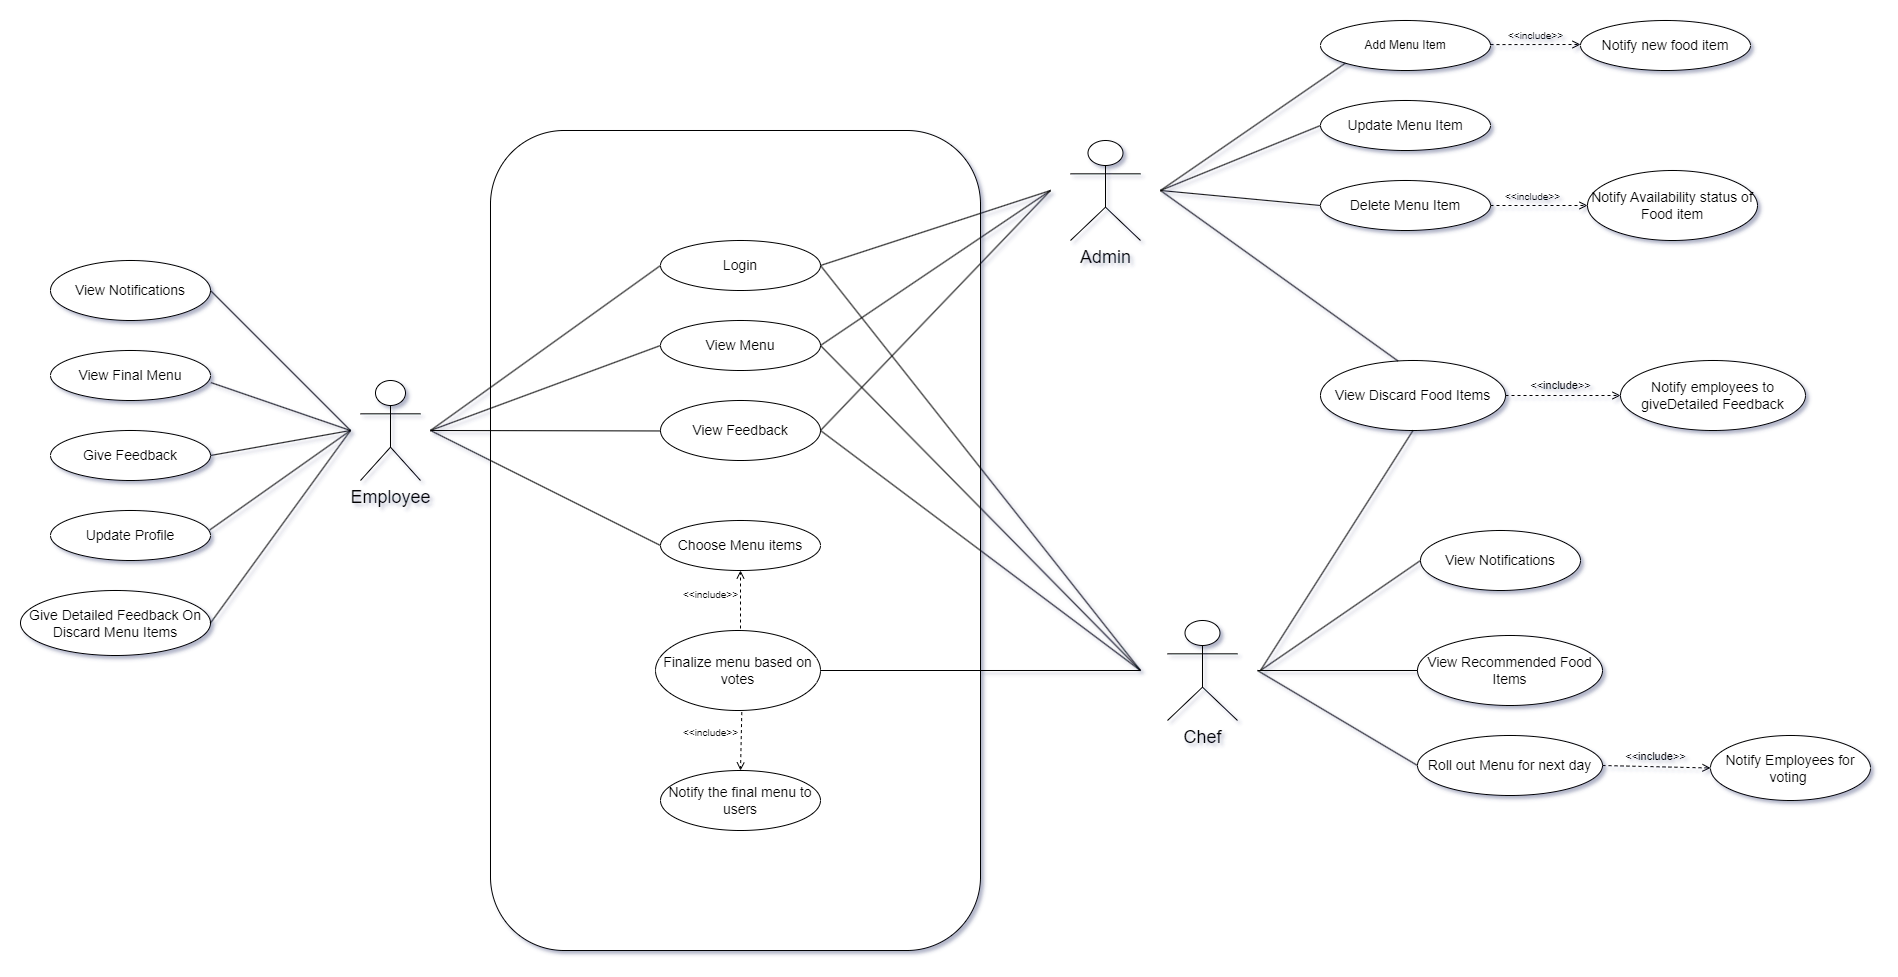 Add Menu Item
<<include>>
Notify new food item
Update Menu Item
Delete Menu Item
<<include>>
Notify Availability status of
Food item
Admin
Login
View Notifications
View Menu
View Final Menu
View Feedback
Give Feedback
Employee
Update Profile
Give Detailed Feedback On
Discard Menu Items
Choose Menu items
<<include>>
Finalize menu based on
votes
<<include>>
Notify the final menu to
users
View Discard Food Items
<<include>>
Notify employees to
giveDetailed Feedback
View Notifications
View Recommended Food
Items
Chef
Roll out Menu for next day
<<include>>
Notify Employees for
voting